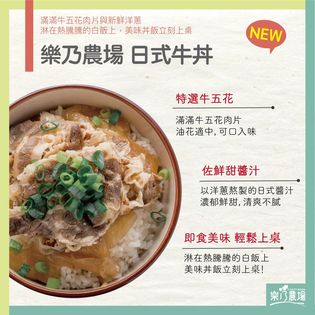 滿滿牛五花肉片與新鮮洋蔥
淋在熱騰騰的白飯上，美味丼飯立刻上桌
樂乃農場 日式牛丼
NEW
特選牛五花
滿滿牛五花肉片
油花適中,可口入味
佐鮮甜醬汁
以洋蔥熬製的日式醬汁
濃郁鮮甜,清爽不膩
即食美味 輕鬆上桌
淋在熱騰騰的白飯上
美味丼飯立刻上桌!
樂乃農場